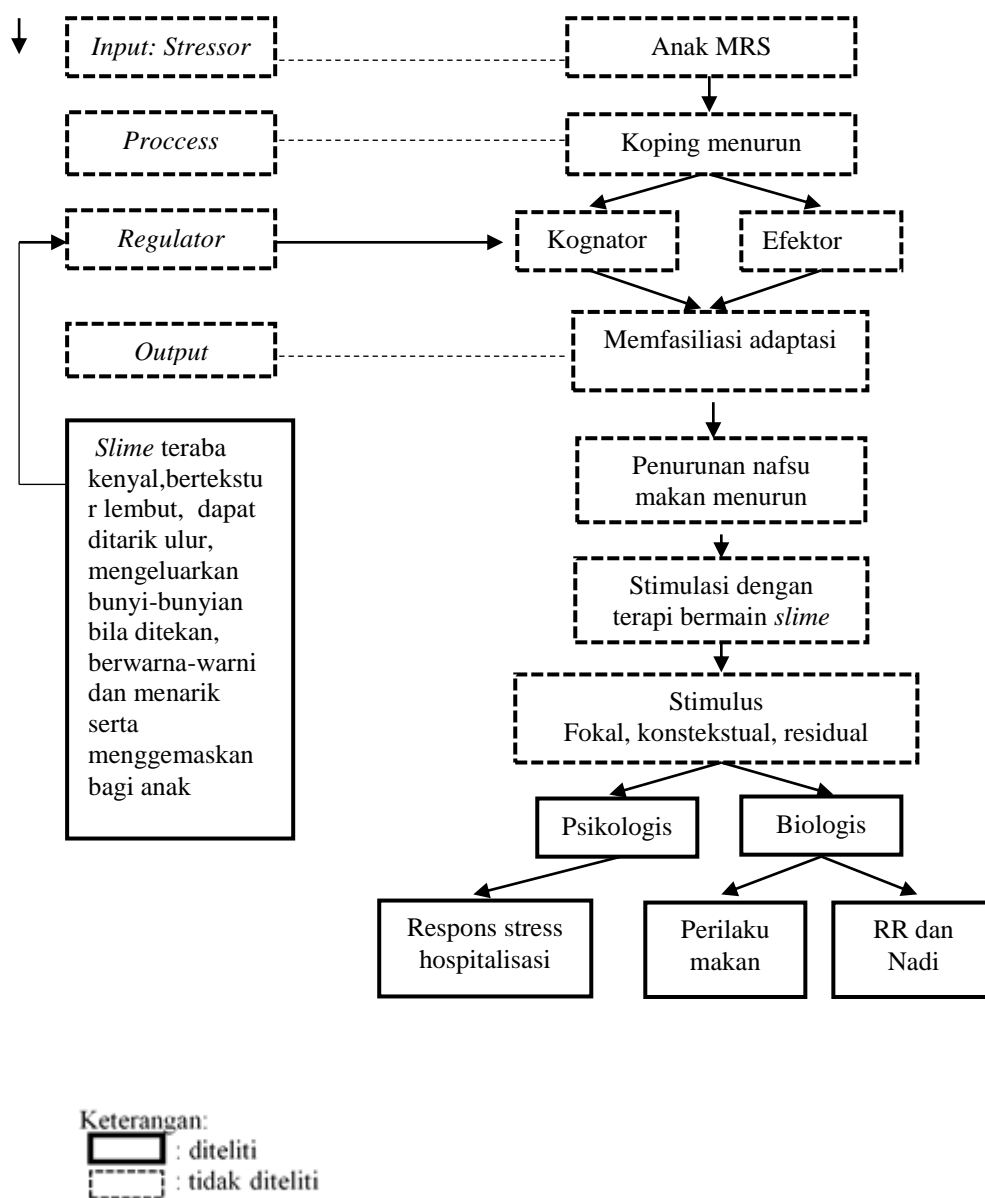 Input: Stressor
Anak MRS
Proccess
Koping menurun
Regulator
Kognator
Efektor
Output
Memfasiliasi adaptasi
Slime teraba
kenyal,bertekstu
r lembut, dapat
ditarik ulur,
mengeluarkan
bunyi-bunyian
bila ditekan,
berwarna-warni
dan menarik
serta
menggemaskan
bagi anak
Penurunan nafsu
makan menurun
Stimulasi dengan
terapi bermain slime
Stimulus
Fokal, konstekstual, residual
Psikologis
Biologis
Respons stress
hospitalisasi
Perilaku
makan
RR dan
Nadi
Keterangan:
: diteliti
: tidak diteliti